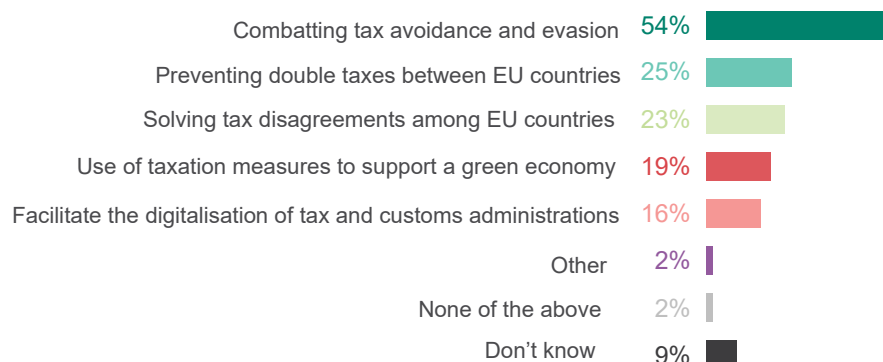 Combatting tax avoidance and evasion 54%
Preventing double taxes between EU countries 25%
Solving tax disagreements among EU countries 23%
Use of taxation measures to support a green economy 19%
Facilitate the digitalisation of tax and customs administrations 16%
Other 2%
None of the above 2%
Don’t know 9%